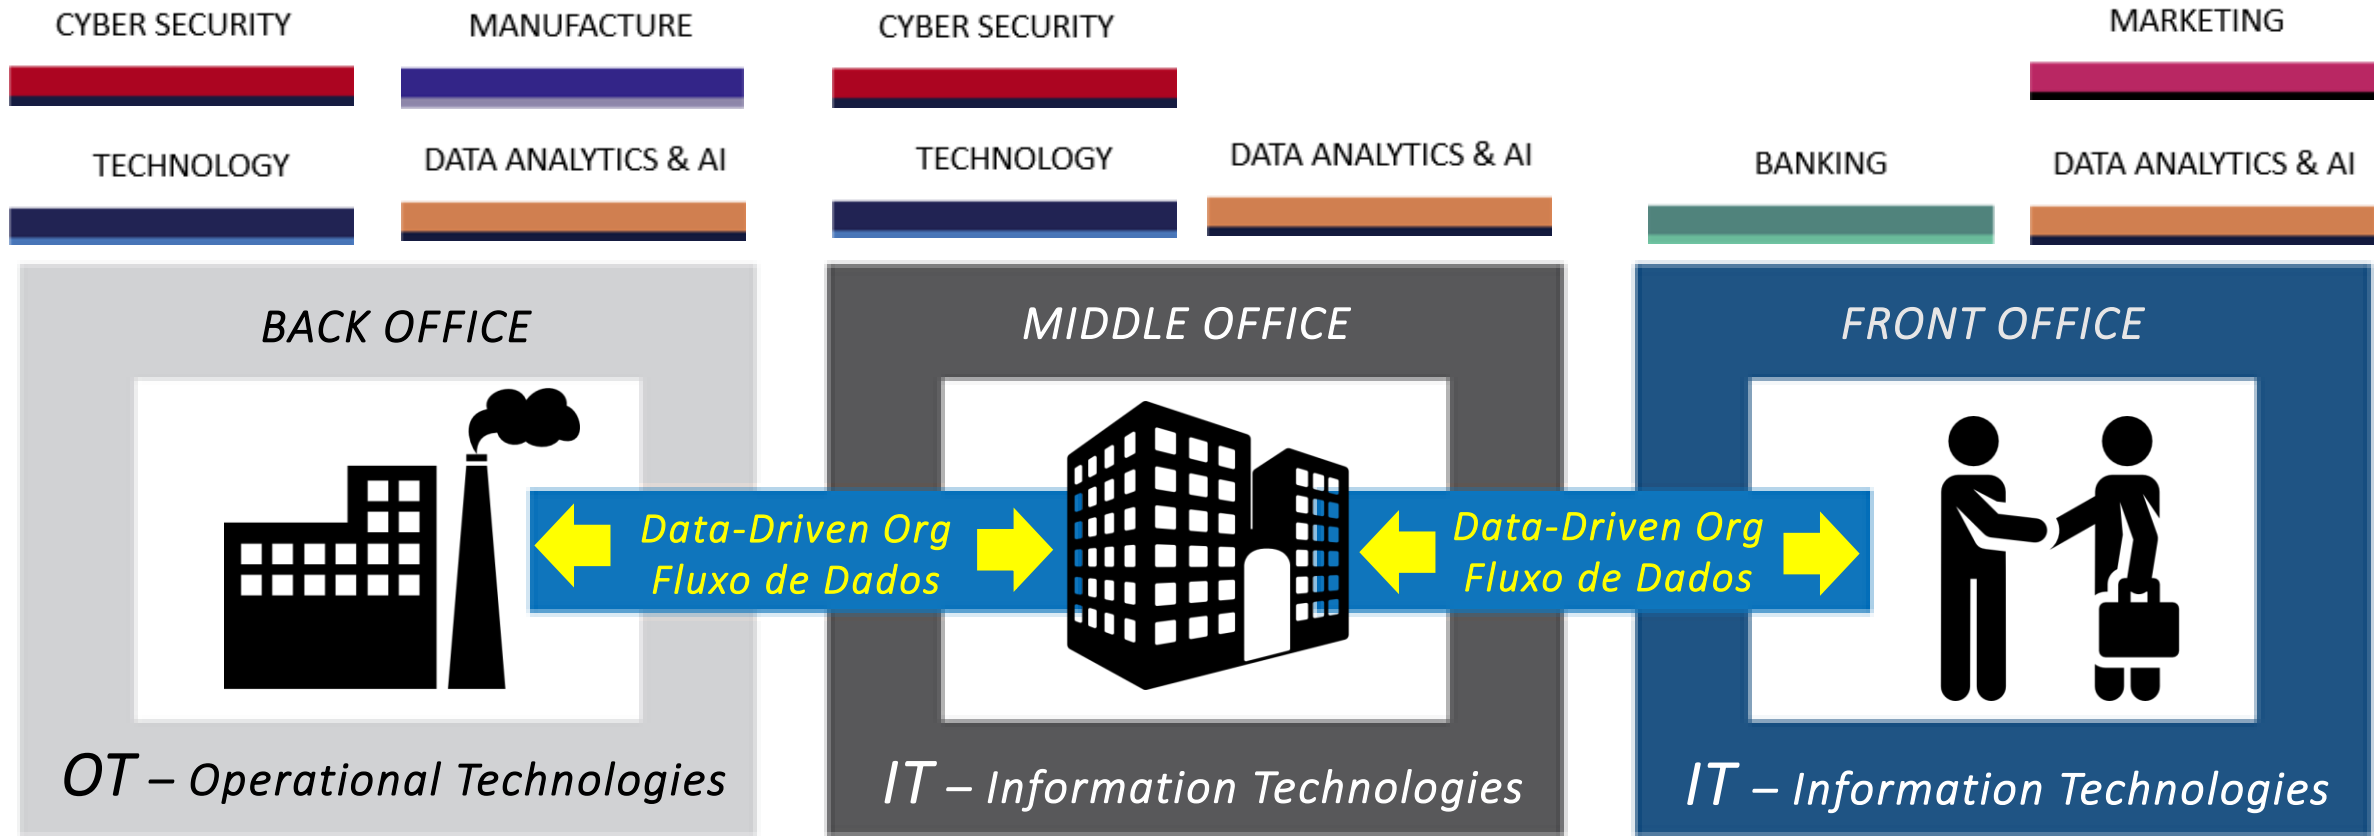 CYBER SECURITY
MANUFACTURE
CYBER SECURITY
MARKETING
TECHNOLOGY
DATA ANALYTICS & AI
TECHNOLOGY
DATA ANALYTICS & AI
BANKING
DATA ANALYTICS & AI
BACK OFFICE
MIDDLE OFFICE
FRONT OFFICE
Data-Driven Org
Fluxo de Dados
Data-Driven Org
Fluxo de Dados
OT – Operational Technologies
IT – Information Technologies
IT – Information Technologies